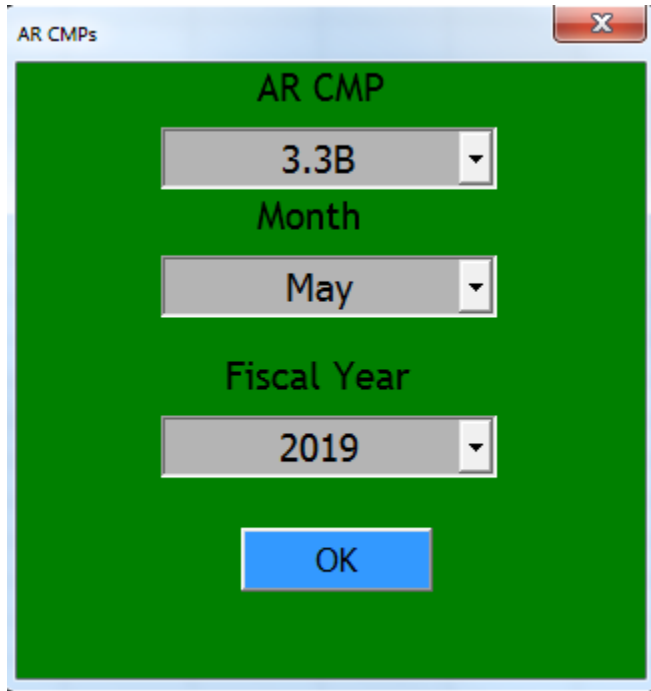 AR CMPs
AR CMP
3.3B
Month
May
Fiscal Year
2019
OK